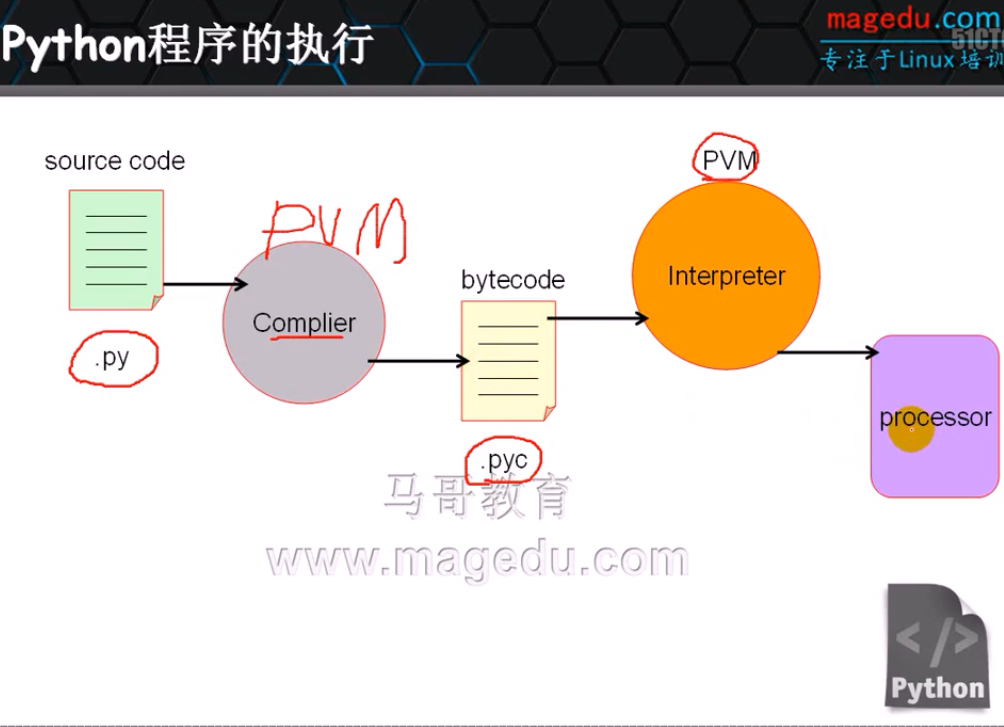 Python程序的执行
magedu.com
51CTO
专注于Linux培训
source code
PVM
PVM
Interpreter
bytecode
Complier
.py
processor
.pyc
马哥教育
www.magedu.com
</>
Python